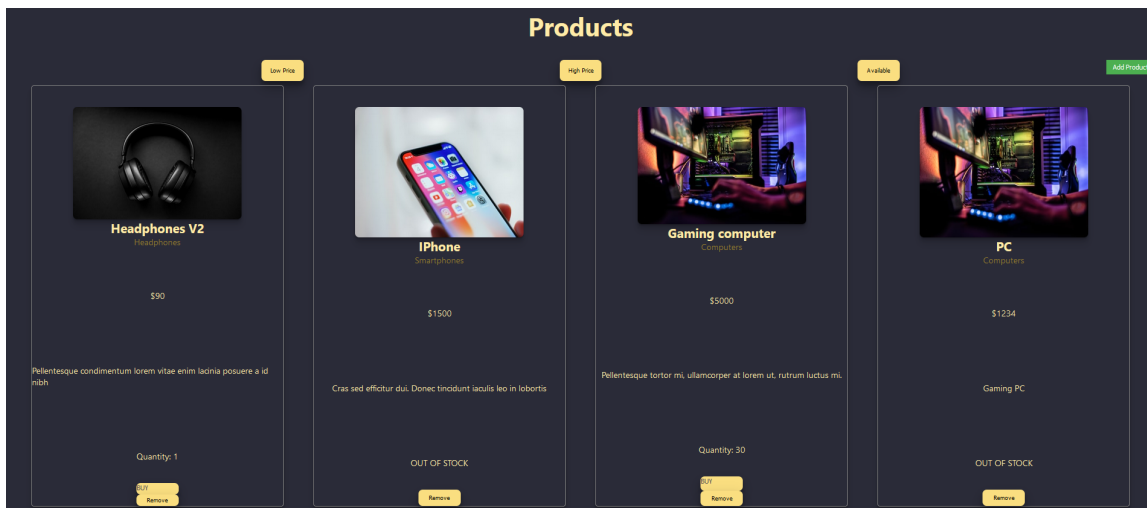 Products
Low Price
High Price
Available
Add Produc
Headphones V2
Headphones
$90
Pellentesque condimentum lorem vitae enim lacinia posuere a id
nibh
Quantity: 1
BUY
Remove
IPhone
Smartphones
$1500
Cras sed efficitur dui. Donec tincidunt iaculis leo in lobortis
OUT OF STOCK
Remove
Gaming computer
Computers
$5000
Pellentesque tortor mi, ullamcorper at lorem ut, rutrum luctus mi.
Quantity: 30
BUY
Remove
PC
Computers
$1234
Gaming PC
OUT OF STOCK
Remove